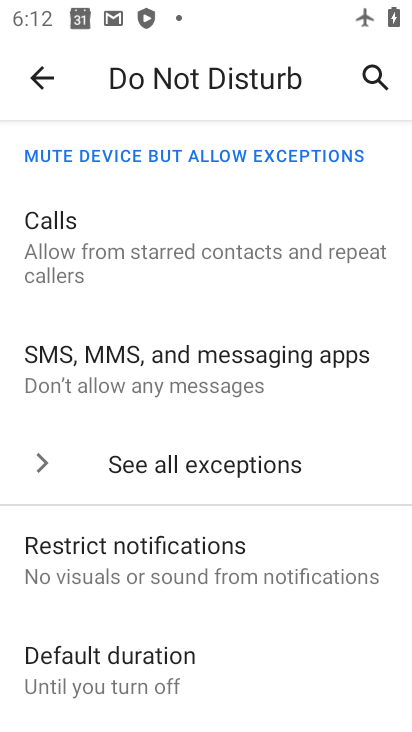 6:12 31
Do Not Disturb
MUTE DEVICE BUT ALLOW EXCEPTIONS
Calls
Allow from starred contacts and repeat
callers
SMS, MMS, and messaging apps
Don't allow any messages
See all exceptions
Restrict notifications
No visuals or sound from notifications
Default duration
Until you turn off